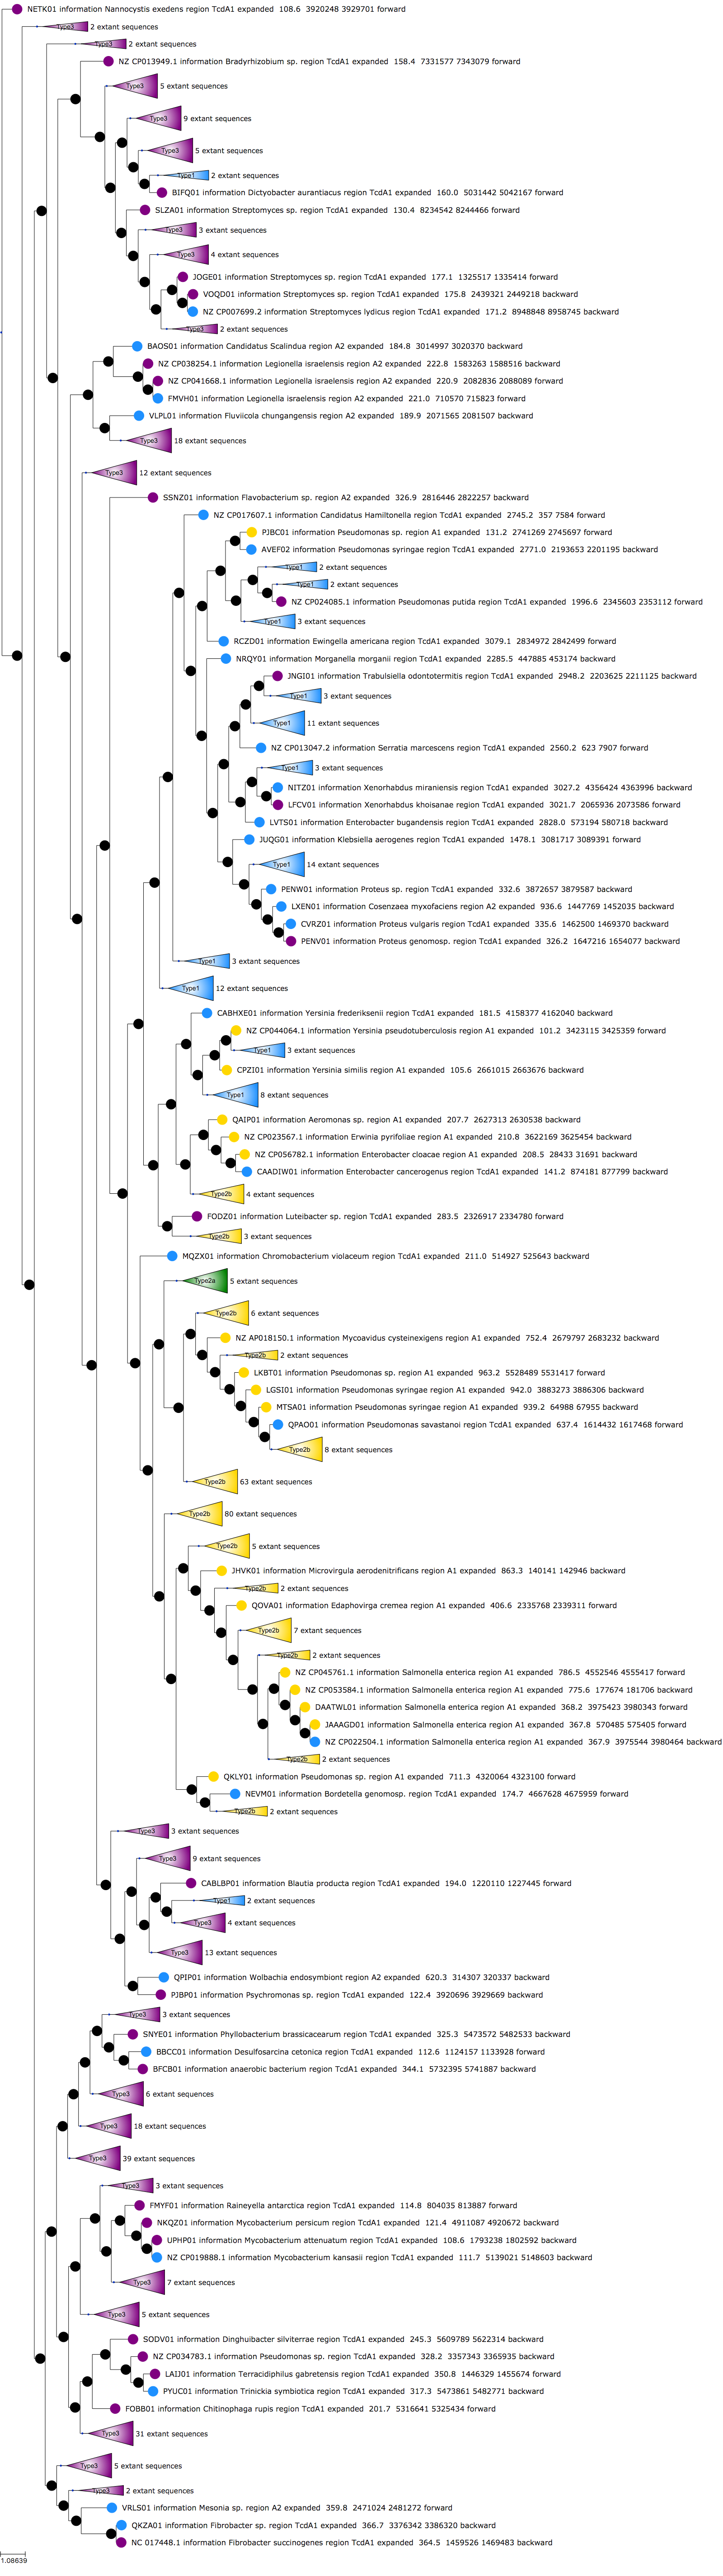 NETK01 information Nannocystis exedens region TcdA1 expanded 108.6 3920248 3929701 forward
Type3 2 extant sequences
Type3 2 extant sequences
NZ CP013949.1 information Bradyrhizobium sp. region TcdA1 expanded 158.4 7331577 7343079 forward
Type3 5 extant sequences
Type3 9 extant sequences
Type3 5 extant sequences
Type1 2 extant sequences
BIFQ01 information Dictyobacter aurantiacus region TcdA1 expanded 160.0 5031442 5042167 forward
SLZA01 information Streptomyces sp. region TcdA1 expanded 130.4 8234542 8244466 forward
Type3 3 extant sequences
Type3 4 extant sequences
JOGE01 information Streptomyces sp. region TcdA1 expanded 177.1 1325517 1335414 forward
VOQD01 information Streptomyces sp. region TcdA1 expanded 175.8 2439321 2449218 backward
NZ CP007699.2 information Streptomyces lydicus region TcdA1 expanded 171.2 8948848 8958745 backward
Type3 2 extant sequences
BAOS01 information Candidatus Scalindua region A2 expanded 184.8 3014997 3020370 backward
NZ CP038254.1 information Legionella israelensis region A2 expanded 222.8 1583263 1588516 backward
NZ CP041668.1 information Legionella israelensis region A2 expanded 220.9 2082836 2088089 forward
FMVH01 information Legionella israelensis region A2 expanded 221.0 710570 715823 forward
VLPL01 information Fluviicola chungangensis region A2 expanded 189.9 2071565 2081507 backward
Type3 18 extant sequences
Type3 12 extant sequences
SSNZ01 information Flavobacterium sp. region A2 expanded 326.9 2816446 2822257 backward
NZ CP017607.1 information Candidatus Hamiltonella region TcdA1 expanded 2745.2 357 7584 forward
PJBC01 information Pseudomonas sp. region A1 expanded 131.2 2741269 2745697 forward
AVEF02 information Pseudomonas syringae region TcdA1 expanded 2771.0 2193653 2201195 backward
Type1 2 extant sequences
Type1 2 extant sequences
NZ CP024085.1 information Pseudomonas putida region TcdA1 expanded 1996.6 2345603 2353112 forward
Type1 3 extant sequences
RCZD01 information Ewingella americana region TcdA1 expanded 3079.1 2834972 2842499 forward
NRQY01 information Morganella morganii region TcdA1 expanded 2285.5 447885 453174 backward
JNGI01 information Trabulsiella odontotermitis region TcdA1 expanded 2948.2 2203625 2211125 backward
Type1 3 extant sequences
Type1 11 extant sequences
NZ CP013047.2 information Serratia marcescens region TcdA1 expanded 2560.2 623 7907 forward
Type1 3 extant sequences
NITZ01 information Xenorhabdus miraniensis region TcdA1 expanded 3027.2 4356424 4363996 backward
LFCV01 information Xenorhabdus khoisanae region TcdA1 expanded 3021.7 2065936 2073586 forward
LVTS01 information Enterobacter bugandensis region TcdA1 expanded 2828.0 573194 580718 backward
JUQG01 information Klebsiella aerogenes region TcdA1 expanded 1478.1 3081717 3089391 forward
Type1 14 extant sequences
PENW01 information Proteus sp. region TcdA1 expanded 332.6 3872657 3879587 backward
LXEN01 information Cosenzaea myxofaciens region A2 expanded 936.6 1447769 1452035 backward
CVRZ01 information Proteus vulgaris region TcdA1 expanded 335.6 1462500 1469370 backward
PENV01 information Proteus genomosp. region TcdA1 expanded 326.2 1647216 1654077 backward
Type1 3 extant sequences
Type1 12 extant sequences
CABHXE01 information Yersinia frederiksenii region TcdA1 expanded 181.5 4158377 4162040 backward
NZ CP044064.1 information Yersinia pseudotuberculosis region A1 expanded 101.2 3423115 3425359 forward
Type1 3 extant sequences
CPZI01 information Yersinia similis region A1 expanded 105.6 2661015 2663676 backward
Type1 8 extant sequences
QAIP01 information Aeromonas sp. region A1 expanded 207.7 2627313 2630538 backward
NZ CP023567.1 information Erwinia pyrifoliae region A1 expanded 210.8 3622169 3625454 backward
NZ CP056782.1 information Enterobacter cloacae region A1 expanded 208.5 28433 31691 backward
CAADIW01 information Enterobacter cancerogenus region TcdA1 expanded 141.2 874181 877799 backward
Type2b 4 extant sequences
FODZ01 information Luteibacter sp. region TcdA1 expanded 283.5 2326917 2334780 forward
Type2b 3 extant sequences
MQZX01 information Chromobacterium violaceum region TcdA1 expanded 211.0 514927 525643 backward
Type2a 5 extant sequences
Type2b 6 extant sequences
NZ AP018150.1 information Mycoavidus cysteinexigens region A1 expanded 752.4 2679797 2683232 backward
Type2b 2 extant sequences
LKBT01 information Pseudomonas sp. region A1 expanded 963.2 5528489 5531417 forward
LGSI01 information Pseudomonas syringae region A1 expanded 942.0 3883273 3886306 backward
MTSA01 information Pseudomonas syringae region A1 expanded 939.2 64988 67955 backward
QPAO01 information Pseudomonas savastanoi region TcdA1 expanded 637.4 1614432 1617468 forward
Type2b 8 extant sequences
Type2b 63 extant sequences
Type2b 80 extant sequences
Type2b 5 extant sequences
JHVK01 information Microvirgula aerodenitrificans region A1 expanded 863.3 140141 142946 backward
Type2b 2 extant sequences
QOVA01 information Edaphovirga cremea region A1 expanded 406.6 2335768 2339311 forward
Type2b 7 extant sequences
Type2b 2 extant sequences
NZ CP045761.1 information Salmonella enterica region A1 expanded 786.5 4552546 4555417 forward
NZ CP053584.1 information Salmonella enterica region A1 expanded 775.6 177674 181706 backward
DAATWL01 information Salmonella enterica region A1 expanded 368.2 3975423 3980343 forward
JAAAGD01 information Salmonella enterica region A1 expanded 367.8 570485 575405 forward
NZ CP022504.1 information Salmonella enterica region A1 expanded 367.9 3975544 3980464 backward
Type2b 2 extant sequences
QKLY01 information Pseudomonas sp. region A1 expanded 711.3 4320064 4323100 forward
NEVM01 information Bordetella genomosp. region TcdA1 expanded 174.7 4667628 4675959 forward
Type2b 2 extant sequences
Type3 3 extant sequences
Type3 9 extant sequences
CABLBP01 information Blautia producta region TcdA1 expanded 194.0 1220110 1227445 forward
Type1 2 extant sequences
Type3 4 extant sequences
Type3 13 extant sequences
QPIP01 information Wolbachia endosymbiont region A2 expanded 620.3 314307 320337 backward
PJBP01 information Psychromonas sp. region TcdA1 expanded 122.4 3920696 3929669 backward
Type3 3 extant sequences
SNYE01 information Phyllobacterium brassicacearum region TcdA1 expanded 325.3 5473572 5482533 backward
BBCC01 information Desulfosarcina cetonica region TcdA1 expanded 112.6 1124157 1133928 forward
BFCB01 information anaerobic bacterium region TcdA1 expanded 344.1 5732395 5741887 backward
Type3 6 extant sequences
Type3 18 extant sequences
Type3 39 extant sequences
Type3 3 extant sequences
FMYF01 information Raineyella antarctica region TcdA1 expanded 114.8 804035 813887 forward
NKQZ01 information Mycobacterium persicum region TcdA1 expanded 121.4 4911087 4920672 backward
UPHP01 information Mycobacterium attenuatum region TcdA1 expanded 108.6 1793238 1802592 backward
NZ CP019888.1 information Mycobacterium kansasii region TcdA1 expanded 111.7 5139021 5148603 backward
Type3 7 extant sequences
Type3 5 extant sequences
SODV01 information Dinghuibacter silviterrae region TcdA1 expanded 245.3 5609789 5622314 backward
NZ CP034783.1 information Pseudomonas sp. region TcdA1 expanded 328.2 3357343 3365935 backward
LAIJ01 information Terracidiphilus gabretensis region TcdA1 expanded 350.8 1446329 1455674 forward
PYUC01 information Trinickia symbiotica region TcdA1 expanded 317.3 5473861 5482771 backward
FOBB01 information Chitinophaga rupis region TcdA1 expanded 201.7 5316641 5325434 forward
Type3 31 extant sequences
Type3 5 extant sequences
Type3 2 extant sequences
VRLS01 information Mesonia sp. region A2 expanded 359.8 2471024 2481272 forward
QKZA01 information Fibrobacter sp. region TcdA1 expanded 366.7 3376342 3386320 backward
NC 017448.1 information Fibrobacter succinogenes region TcdA1 expanded 364.5 1459526 1469483 backward
1.08639